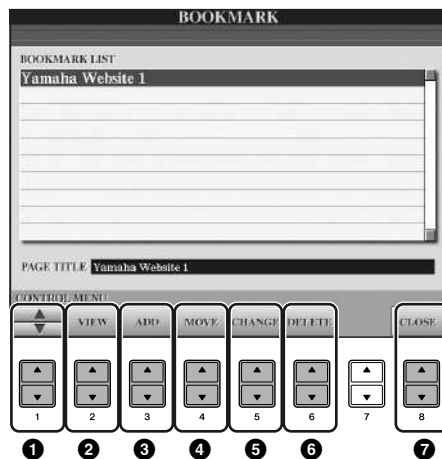 BOOKMARK
BOOKMARK LIST
Yamaha Website 1
PAGE TITLE Yamaha Website 1
CONTROL MENU
VIEW ADD MOVE CHANGE DELETE CLOSE
1 2 3 4 5 6 7 8
❶ ❷ ❸ ❹ ❺ ❻ ❼